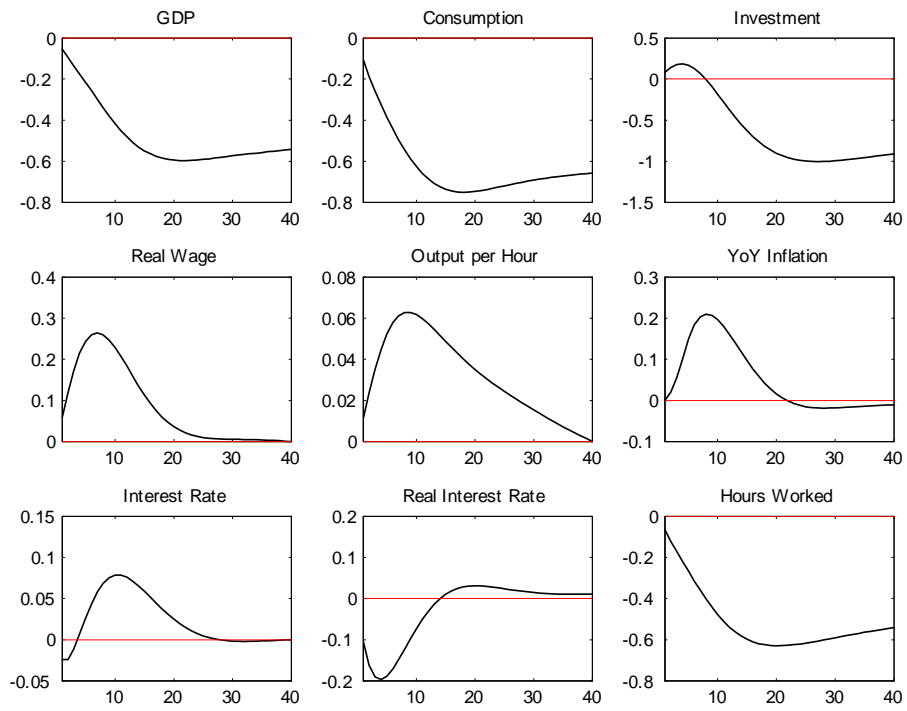 GDP
0
-0.2
-0.4
-0.6
-0.8
10 20 30 40
Consumption
0
-0.2
-0.4
-0.6
-0.8
10 20 30 40
Investment
0.5
0
-0.5
-1
-1.5
10 20 30 40
Real Wage
0.4
0.3
0.2
0.1
0
10 20 30 40
Output per Hour
0.08
0.06
0.04
0.02
0
10 20 30 40
YoY Inflation
0.3
0.2
0.1
0
-0.1
10 20 30 40
Interest Rate
0.15
0.1
0.05
0
-0.05
10 20 30 40
Real Interest Rate
0.2
0.1
0
-0.1
-0.2
10 20 30 40
Hours Worked
0
-0.2
-0.4
-0.6
-0.8
10 20 30 40